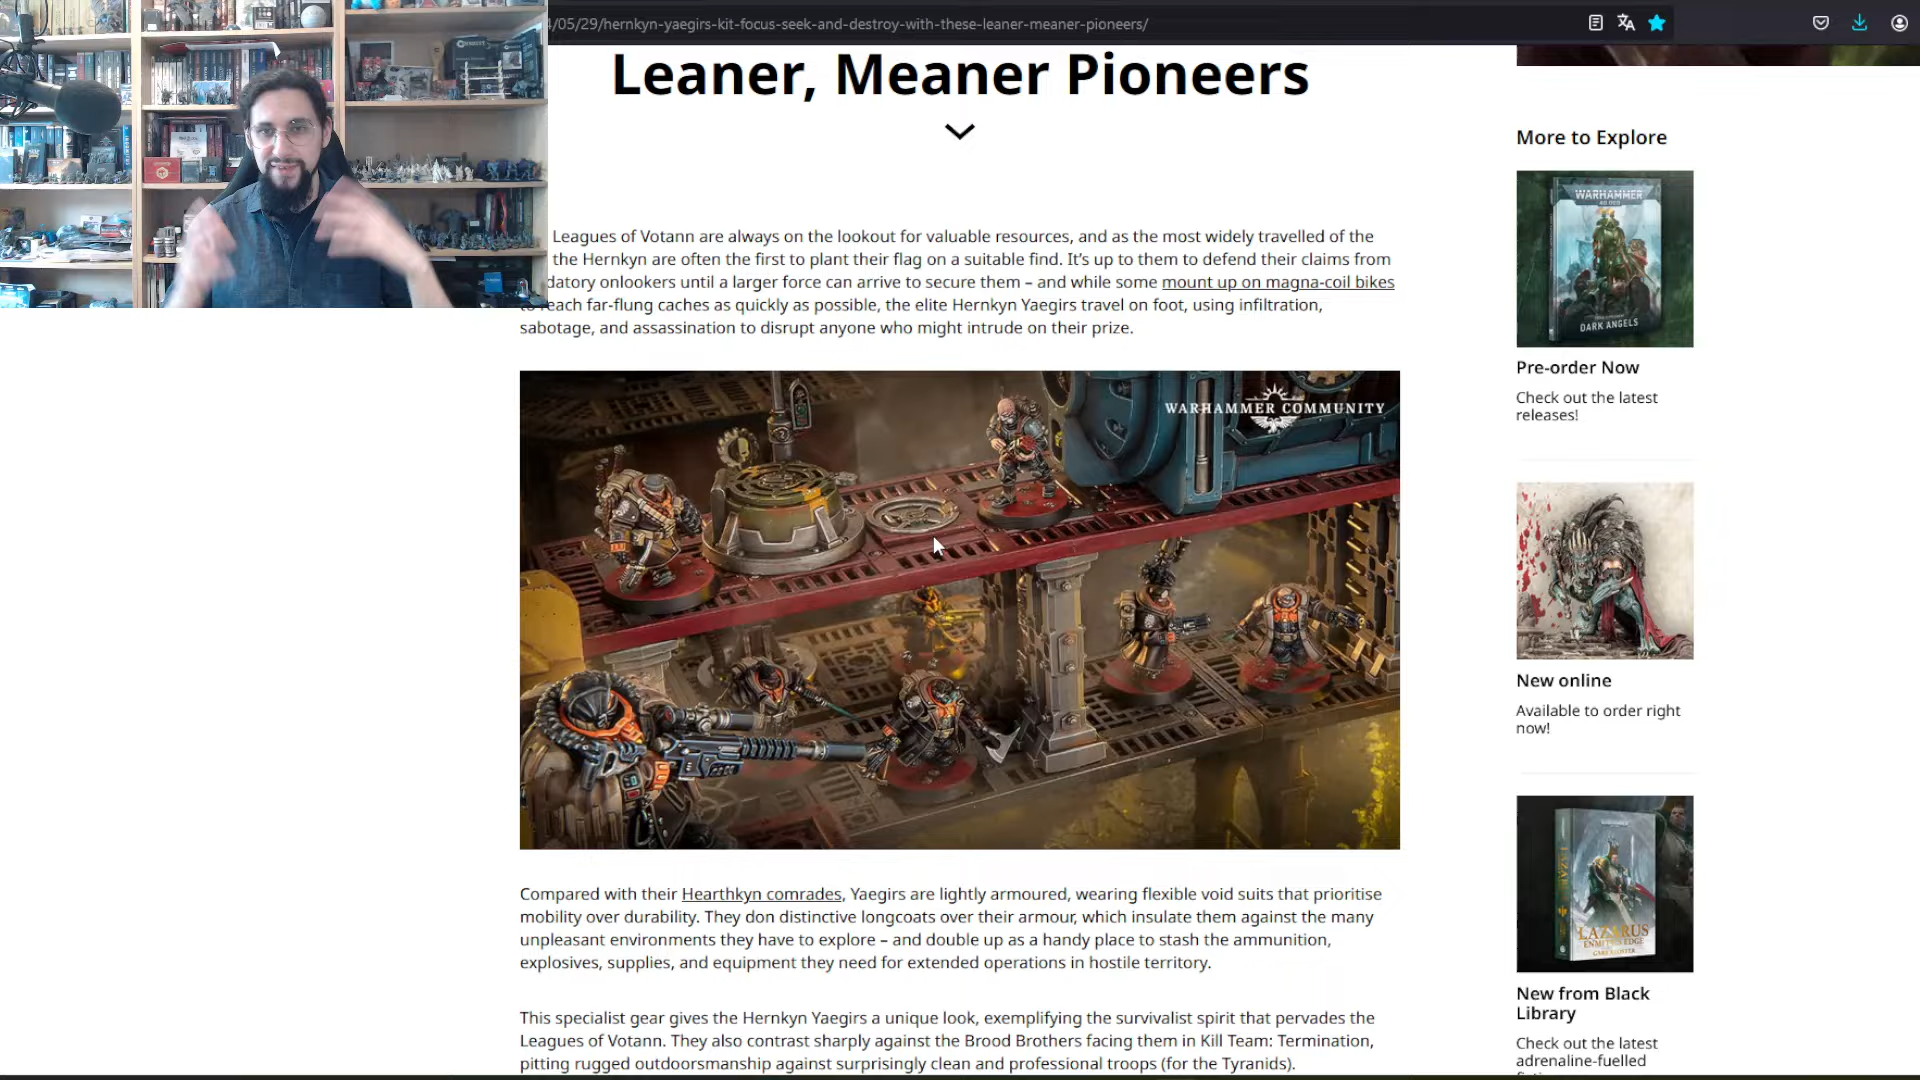 4/05/29/hernkyn-yaegirs-kit-focus-seek-and-destroy-with-these-leaner-meaner-pioneers/
Leaner, Meaner Pioneers
Leagues of Votann are always on the lookout for valuable resources, and as the most widely travelled of the
the Hernkyn are often the first to plant their flag on a suitable find. It's up to them to defend their claims from
datory onlookers until a larger force can arrive to secure them – and while some mount up on magna-coil bikes
to reach far-flung caches as quickly as possible, the elite Hernkyn Yaegirs travel on foot, using infiltration,
sabotage, and assassination to disrupt anyone who might intrude on their prize.
WARHAMMER COMMUNITY
Compared with their Hearthkyn comrades, Yaegirs are lightly armoured, wearing flexible void suits that prioritise
mobility over durability. They don distinctive longcoats over their armour, which insulate them against the many
unpleasant environments they have to explore – and double up as a handy place to stash the ammunition,
explosives, supplies, and equipment they need for extended operations in hostile territory.
This specialist gear gives the Hernkyn Yaegirs a unique look, exemplifying the survivalist spirit that pervades the
Leagues of Votann. They also contrast sharply against the Brood Brothers facing them in Kill Team: Termination,
pitting rugged outdoorsmanship against surprisingly clean and professional troops (for the Tyranids).
More to Explore
WARHAMMER
DARK ANGELS
Pre-order Now
Check out the latest
releases!
New online
Available to order right
now!
LAZARUS
ENMITY'S EDGE
New from Black
Library
Check out the latest
adrenaline-fuelled